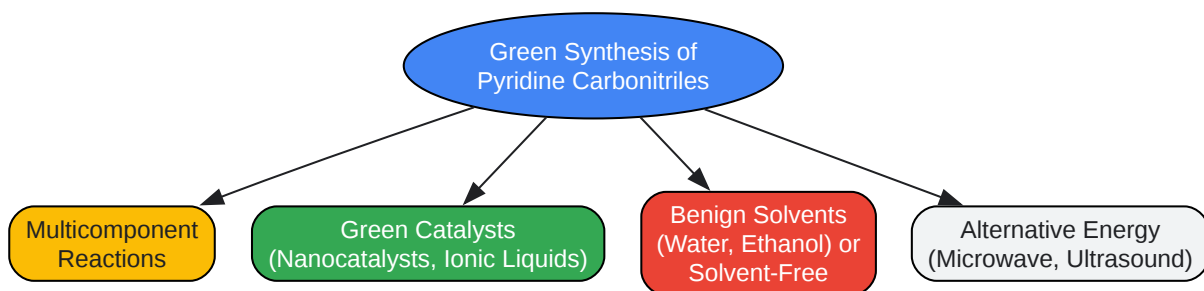 Green Synthesis of
Pyridine Carbonitriles
Multicomponent
Reactions
Green Catalysts
(Nanocatalysts, Ionic Liquids)
Benign Solvents
(Water, Ethanol) or
Solvent-Free
Alternative Energy
(Microwave, Ultrasound)